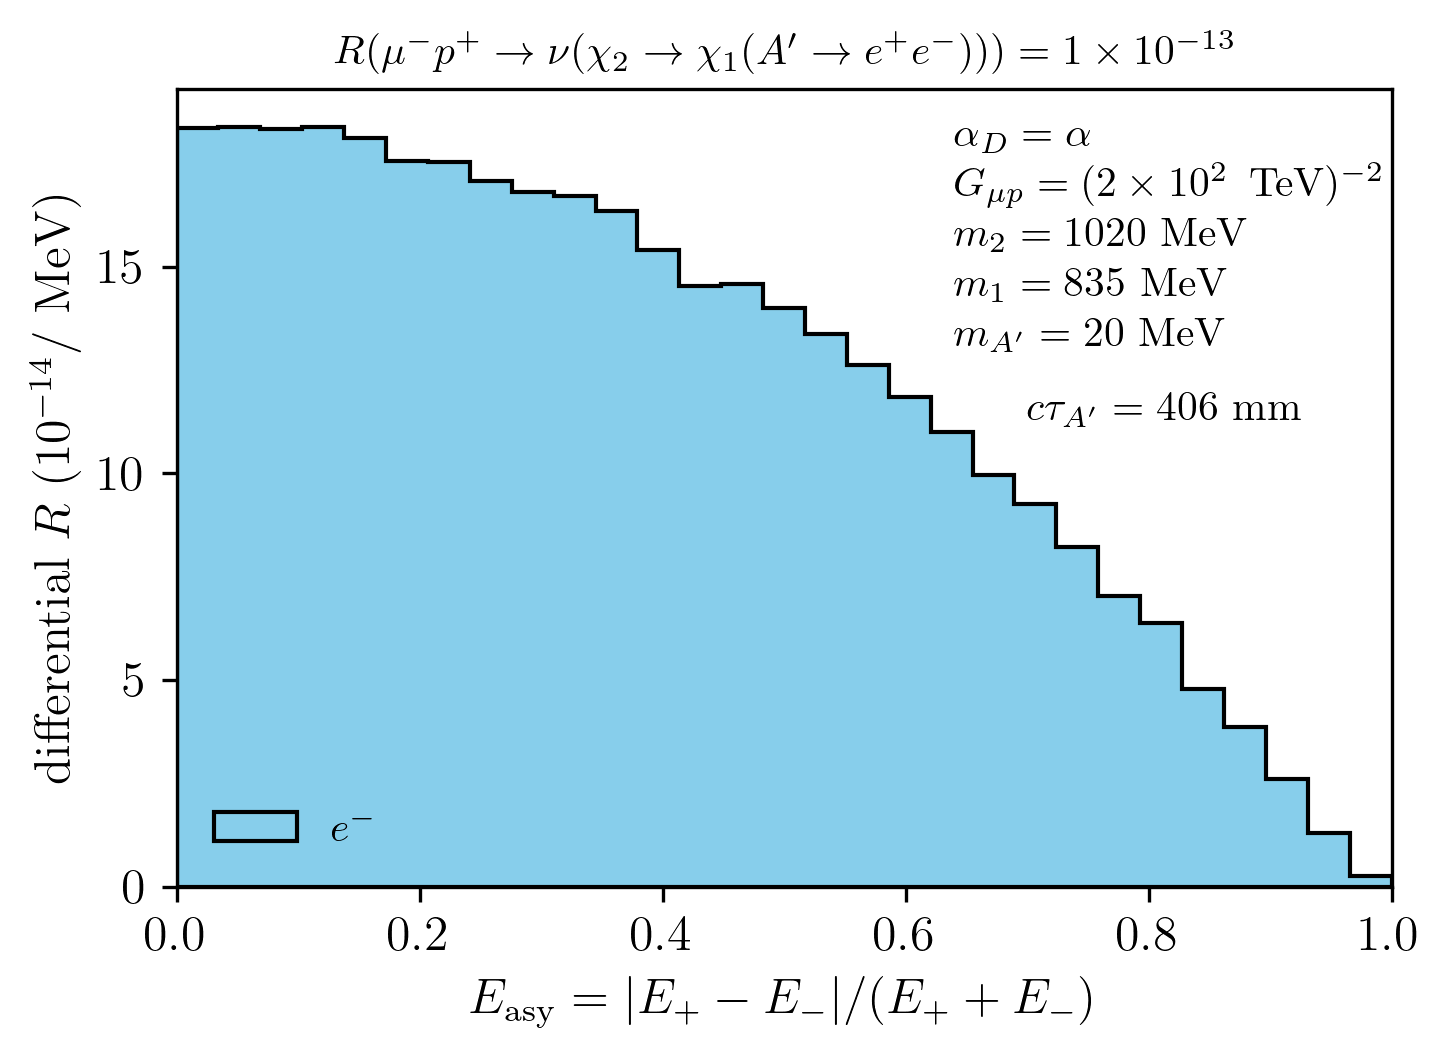 R(μ⁻p⁺ → ν(χ₂ → χ₁(A′ → e⁺e⁻))) = 1 × 10⁻¹³
α_D = α
G_μp = (2 × 10² TeV)⁻²
m₂ = 1020 MeV
m₁ = 835 MeV
m_A′ = 20 MeV
cτ_A′ = 406 mm
differential R (10⁻¹⁴/ MeV)
15
10
5
0
e⁻
0.0 0.2 0.4 0.6 0.8 1.0
E_asy = |E₊ − E₋|/(E₊ + E₋)